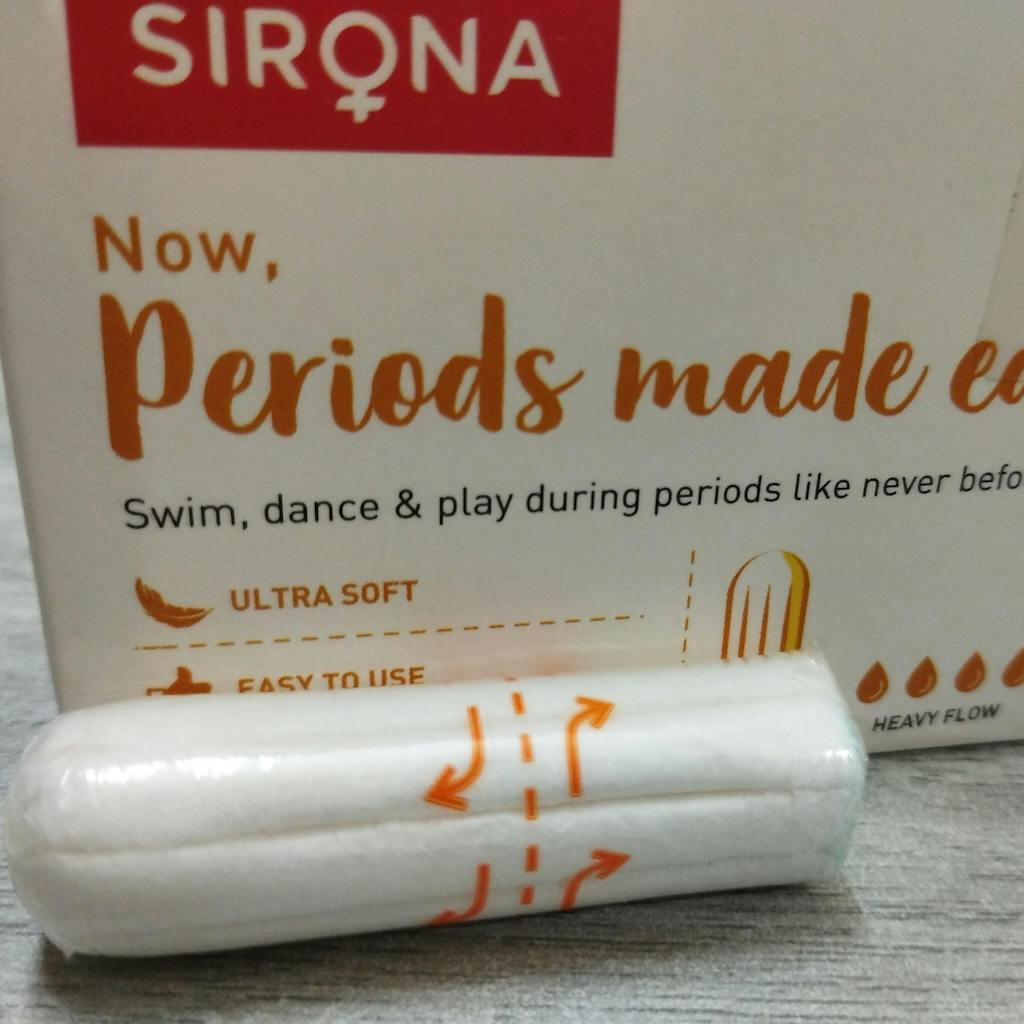 SIRONA
Now,
Periods made
Swim, dance & play during periods like never
ULTRA SOFT
EASY TO USE
HEAVY FLOW